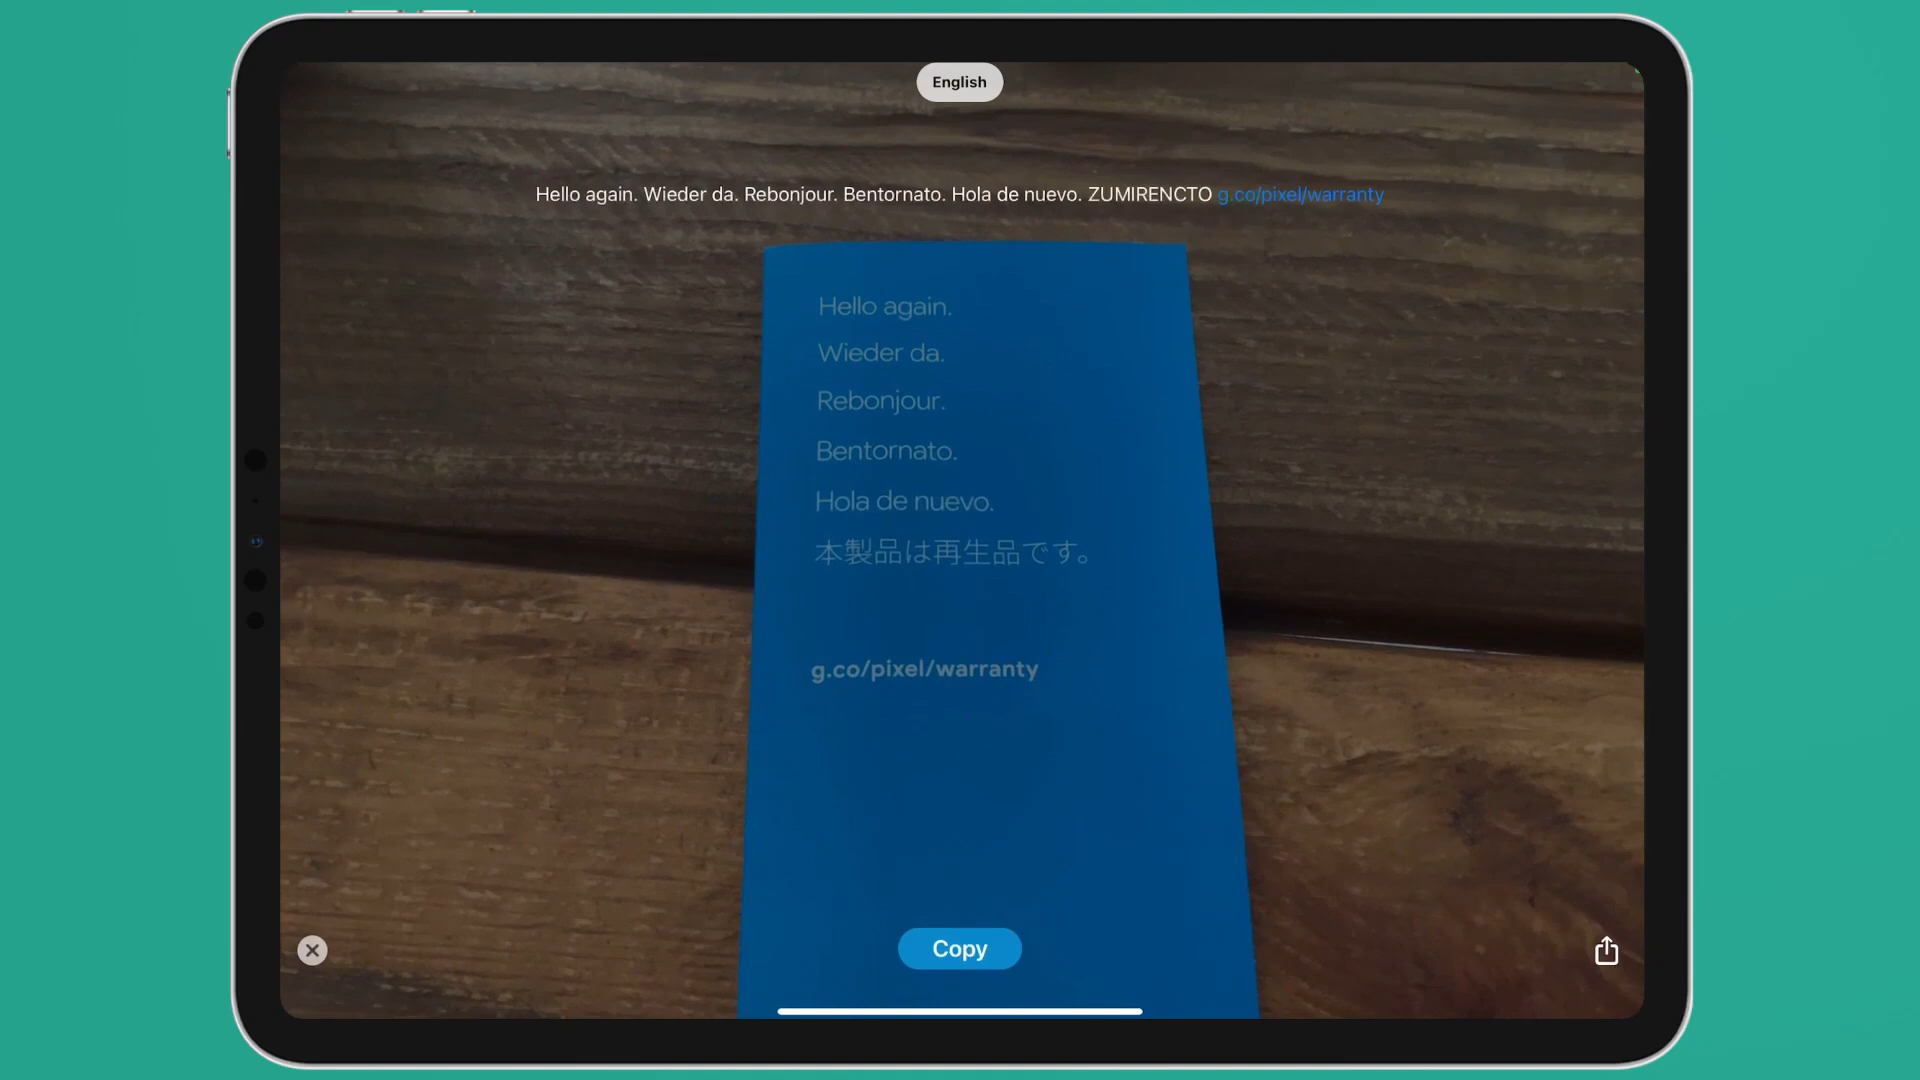 English
Hello again. Wieder da. Rebonjour. Bentornato. Hola de nuevo. ZUMIRENCTO g.co/pixel/warranty
Hello again.
Wieder da.
Rebonjour.
Bentornato.
Hola de nuevo.
本製品は再生品です。
g.co/pixel/warranty
Copy